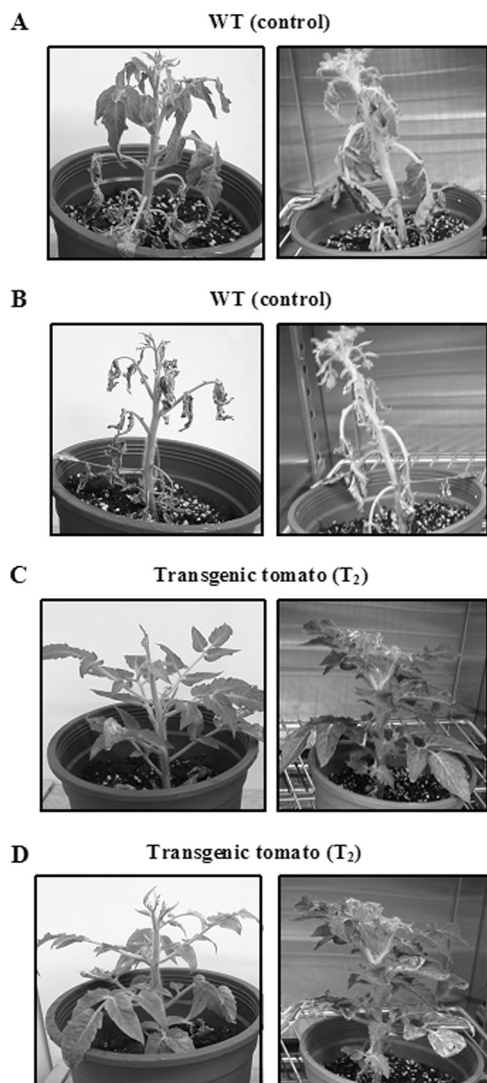 A
WT (control)
B
WT (control)
C
Transgenic tomato (T₂)
D
Transgenic tomato (T₂)